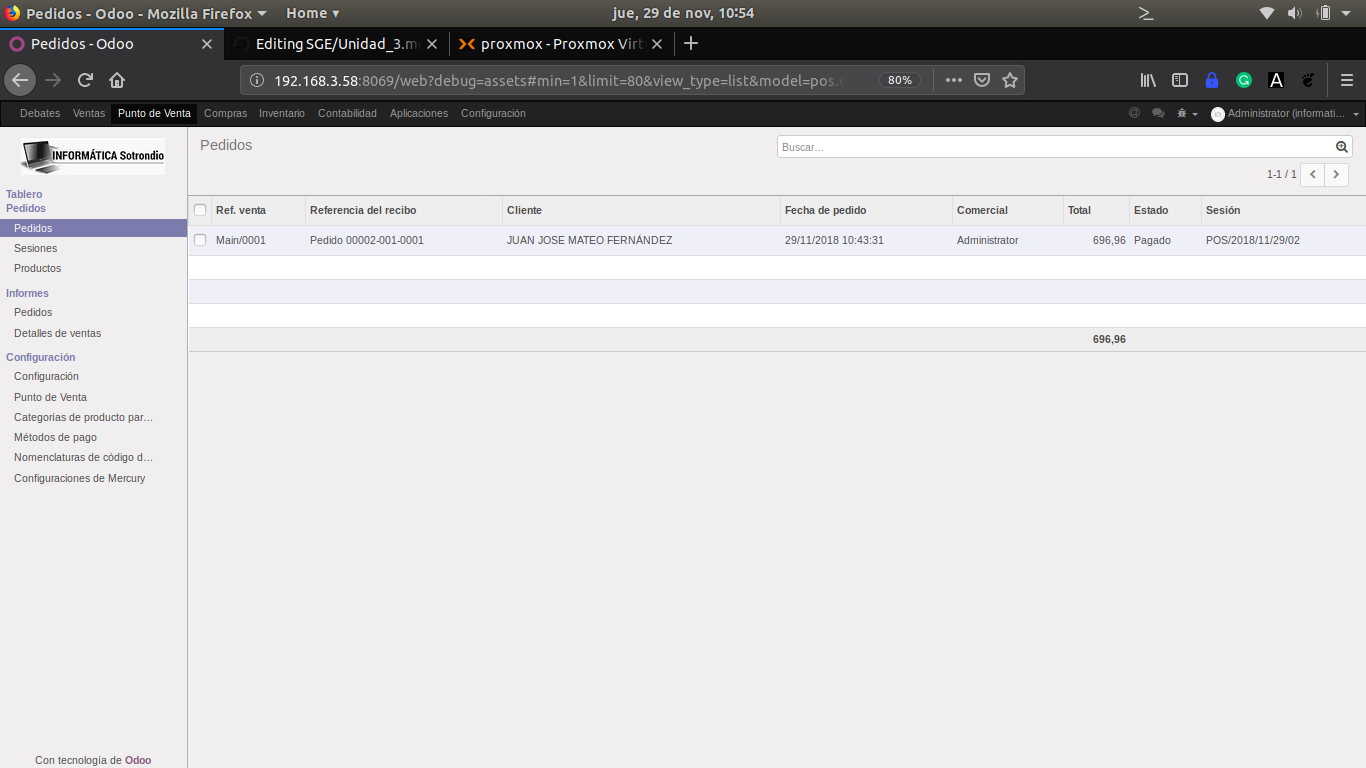 Pedidos - Odoo - Mozilla Firefox Home jue, 29 de nov, 10:54
Pedidos - Odoo Editing SGE/Unidad_3.m proxmox - Proxmox Virt
192.168.3.58:8069/web?debug=assets#min=1&limit=80&view_type=list&model=pos. 80%
Debates Ventas Punto de Venta Compras Inventario Contabilidad Aplicaciones Configuración @ Administrator (informati...
INFORMÁTICA Sotrondio
Pedidos
Buscar...
1-1 / 1
Tablero
Pedidos
Pedidos
Sesiones
Productos
Informes
Pedidos
Detalles de ventas
Configuración
Configuración
Punto de Venta
Categorías de producto par...
Métodos de pago
Nomenclaturas de código d...
Configuraciones de Mercury
Con tecnología de Odoo
Ref. venta Referencia del recibo Cliente Fecha de pedido Comercial Total Estado Sesión
Main/0001 Pedido 00002-001-0001 JUAN JOSE MATEO FERNÁNDEZ 29/11/2018 10:43:31 Administrator 696,96 Pagado POS/2018/11/29/02
696,96